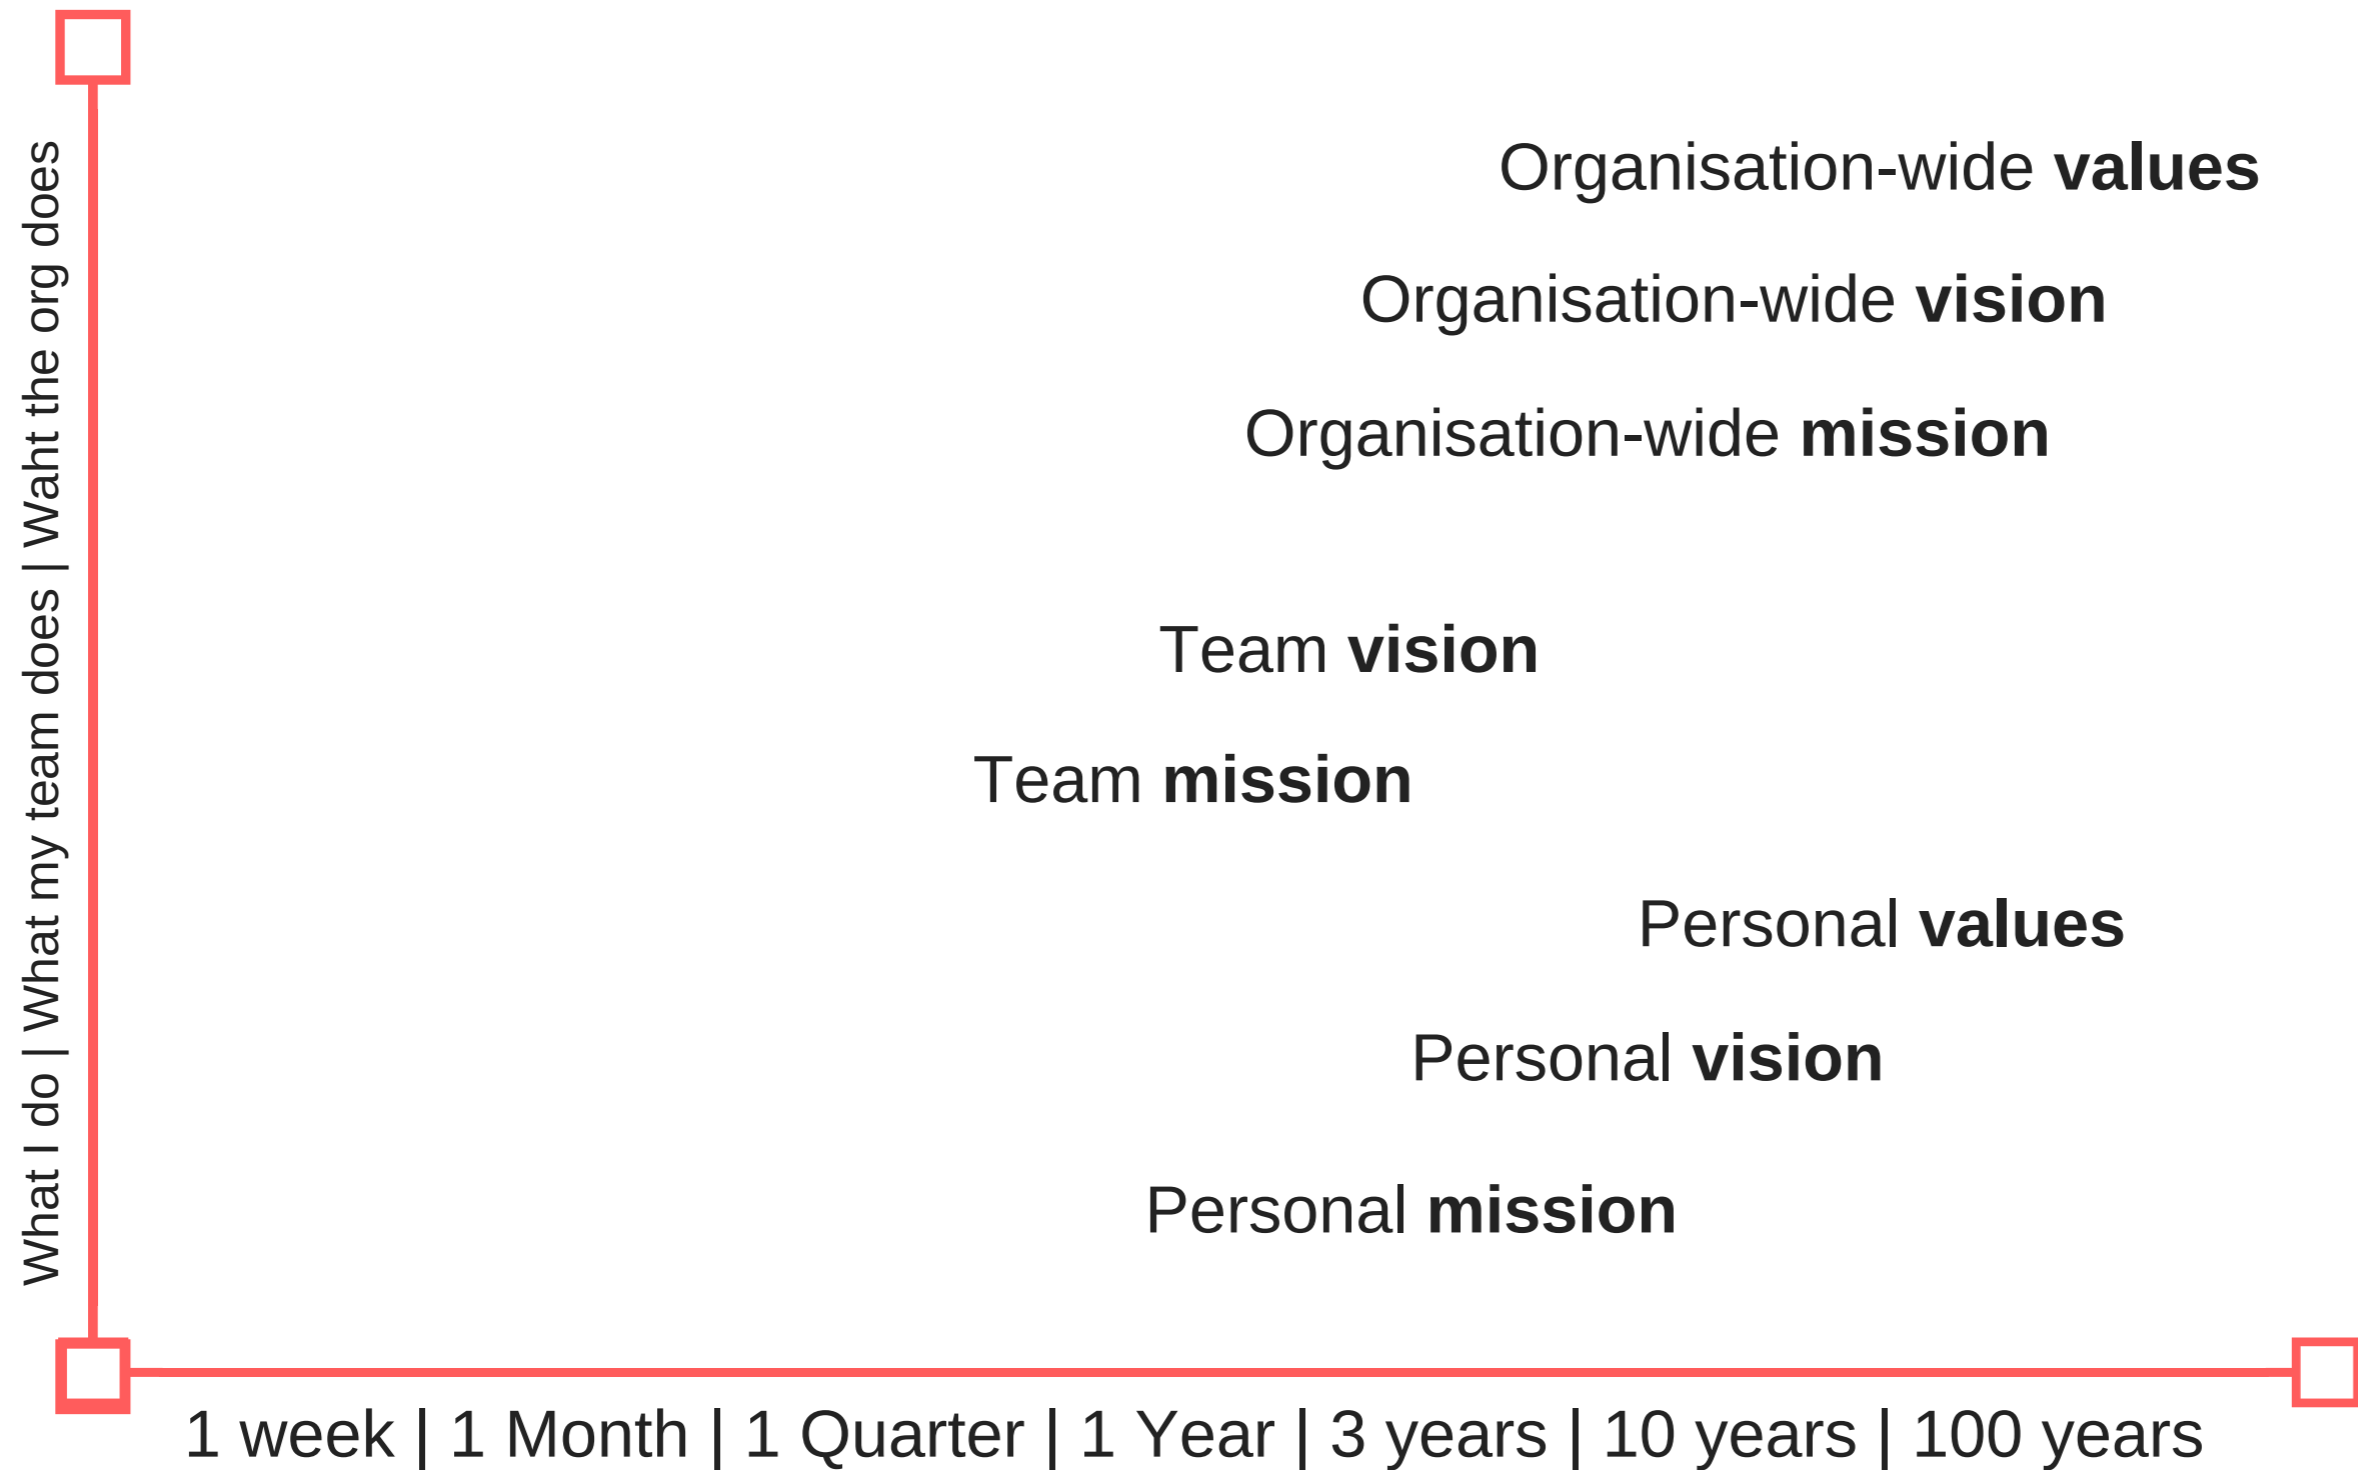 What I do | What my team does | Waht the org does
Organisation-wide values
Organisation-wide vision
Organisation-wide mission
Team vision
Team mission
Personal values
Personal vision
Personal mission
1 week | 1 Month | 1 Quarter | 1 Year | 3 years | 10 years | 100 years